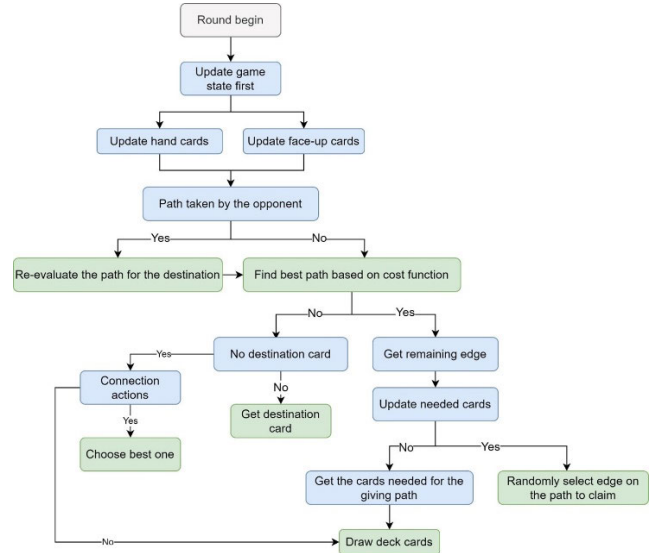 Round begin
Update game
state first
Update hand cards
Update face-up cards
Path taken by the opponent
Yes
No
Re-evaluate the path for the destination
Find best path based on cost function
No
Yes
Yes
No destination card
Get remaining edge
Connection
actions
No
Update needed cards
Yes
Get destination
card
Choose best one
No
Yes
Get the cards needed for the
giving path
Randomly select edge on
the path to claim
No
Draw deck cards